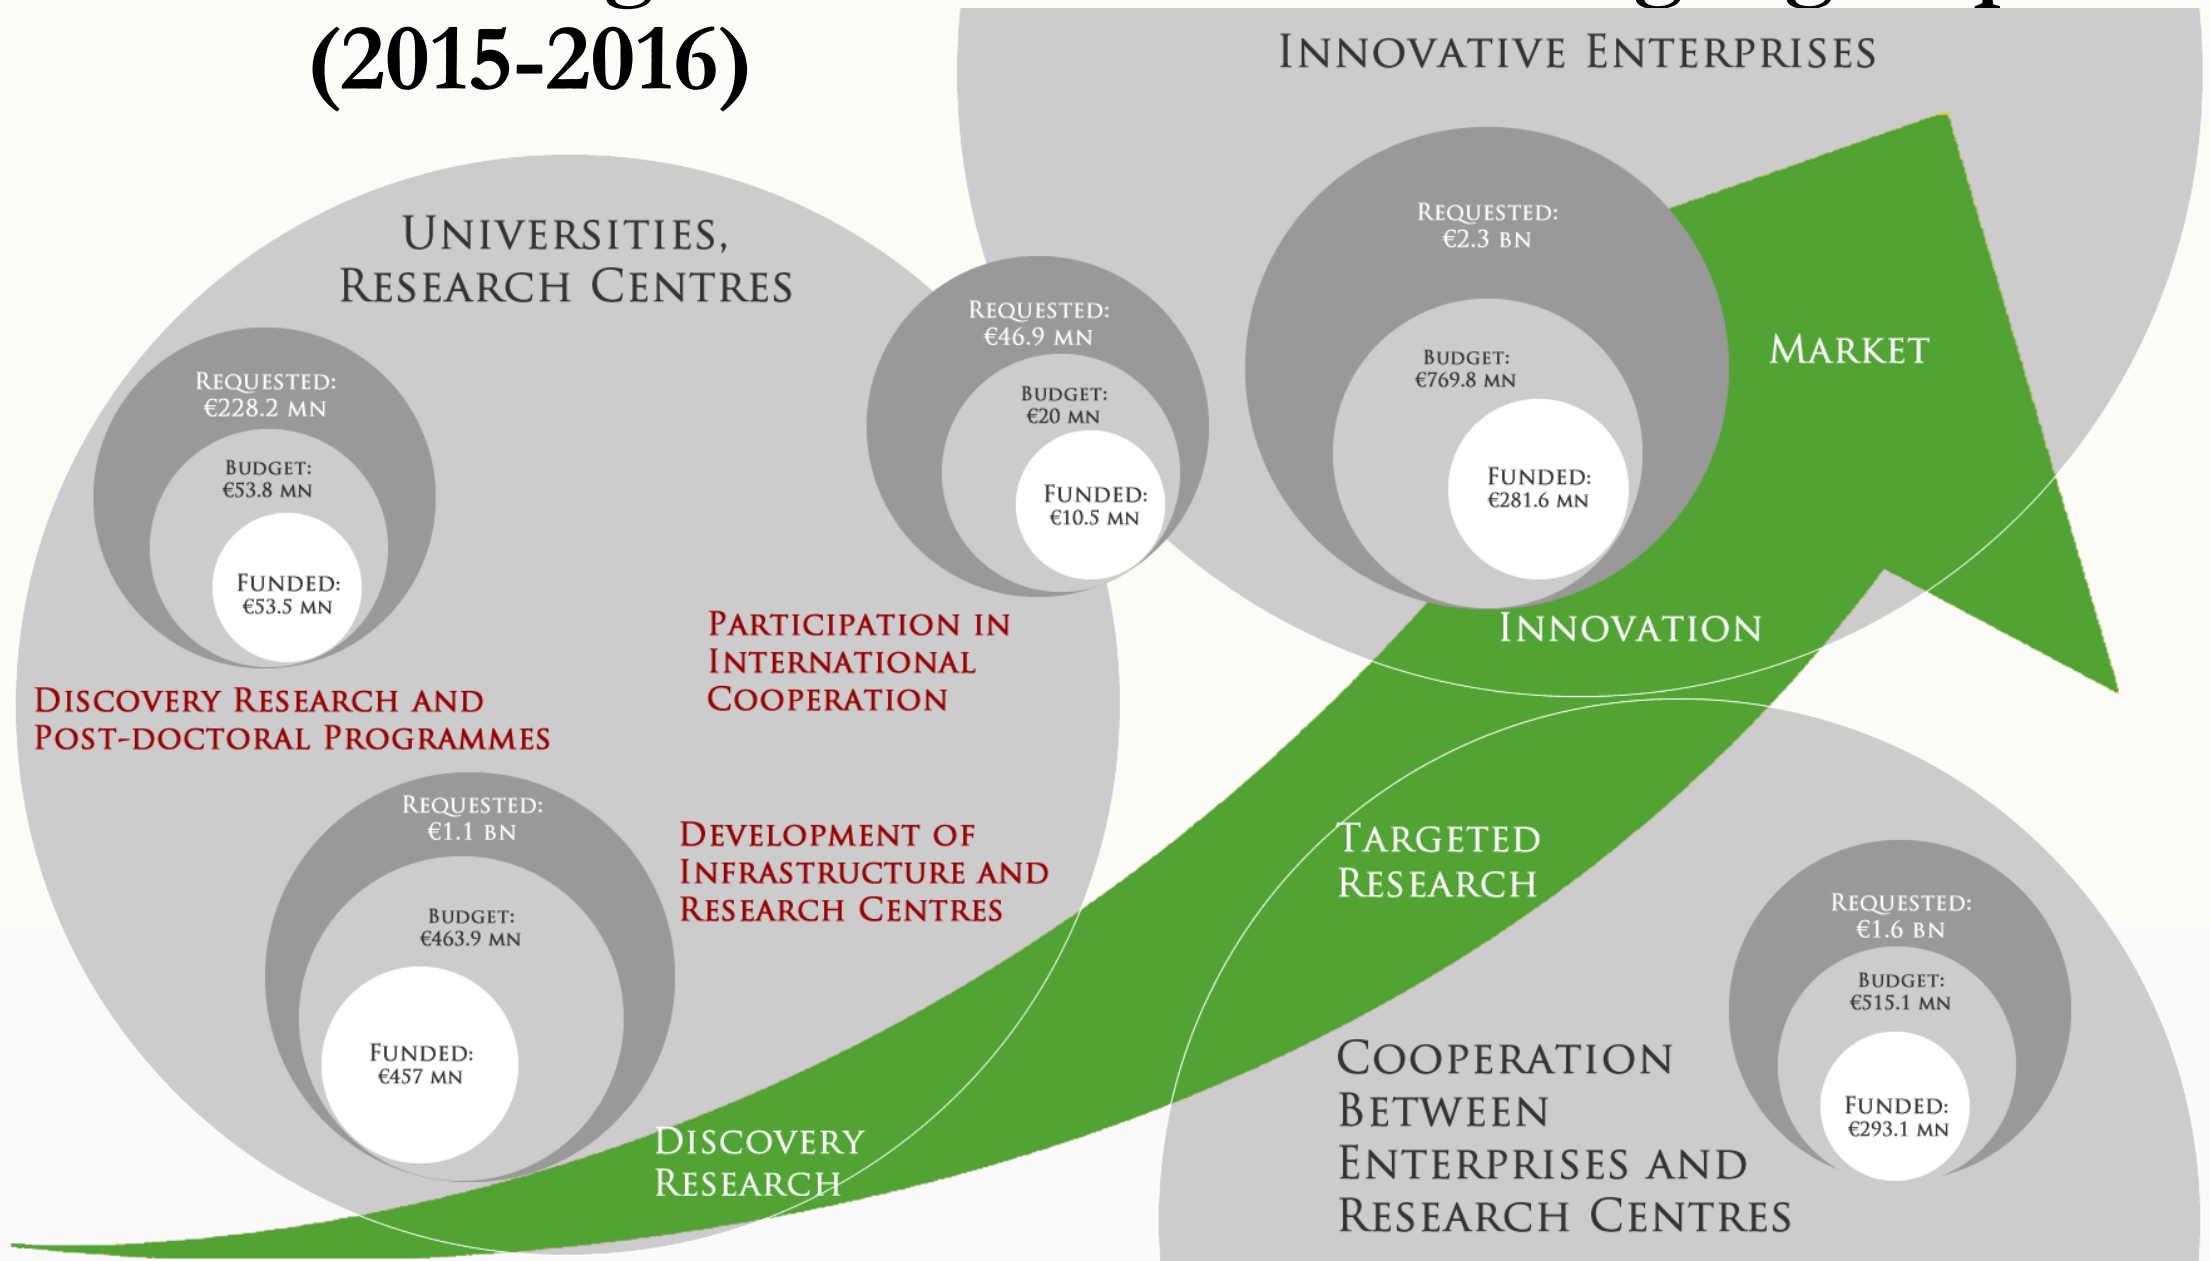 (2015-2016)
INNOVATIVE ENTERPRISES
UNIVERSITIES,
RESEARCH CENTRES
REQUESTED:
€228.2 MN
BUDGET:
€53.8 MN
FUNDED:
€53.5 MN
DISCOVERY RESEARCH AND
POST-DOCTORAL PROGRAMMES
REQUESTED:
€46.9 MN
BUDGET:
€20 MN
FUNDED:
€10.5 MN
PARTICIPATION IN
INTERNATIONAL
COOPERATION
REQUESTED:
€2.3 BN
BUDGET:
€769.8 MN
FUNDED:
€281.6 MN
MARKET
INNOVATION
REQUESTED:
€1.1 BN
BUDGET:
€463.9 MN
FUNDED:
€457 MN
DEVELOPMENT OF
INFRASTRUCTURE AND
RESEARCH CENTRES
DISCOVERY
RESEARCH
TARGETED
RESEARCH
REQUESTED:
€1.6 BN
BUDGET:
€515.1 MN
FUNDED:
€293.1 MN
COOPERATION
BETWEEN
ENTERPRISES AND
RESEARCH CENTRES